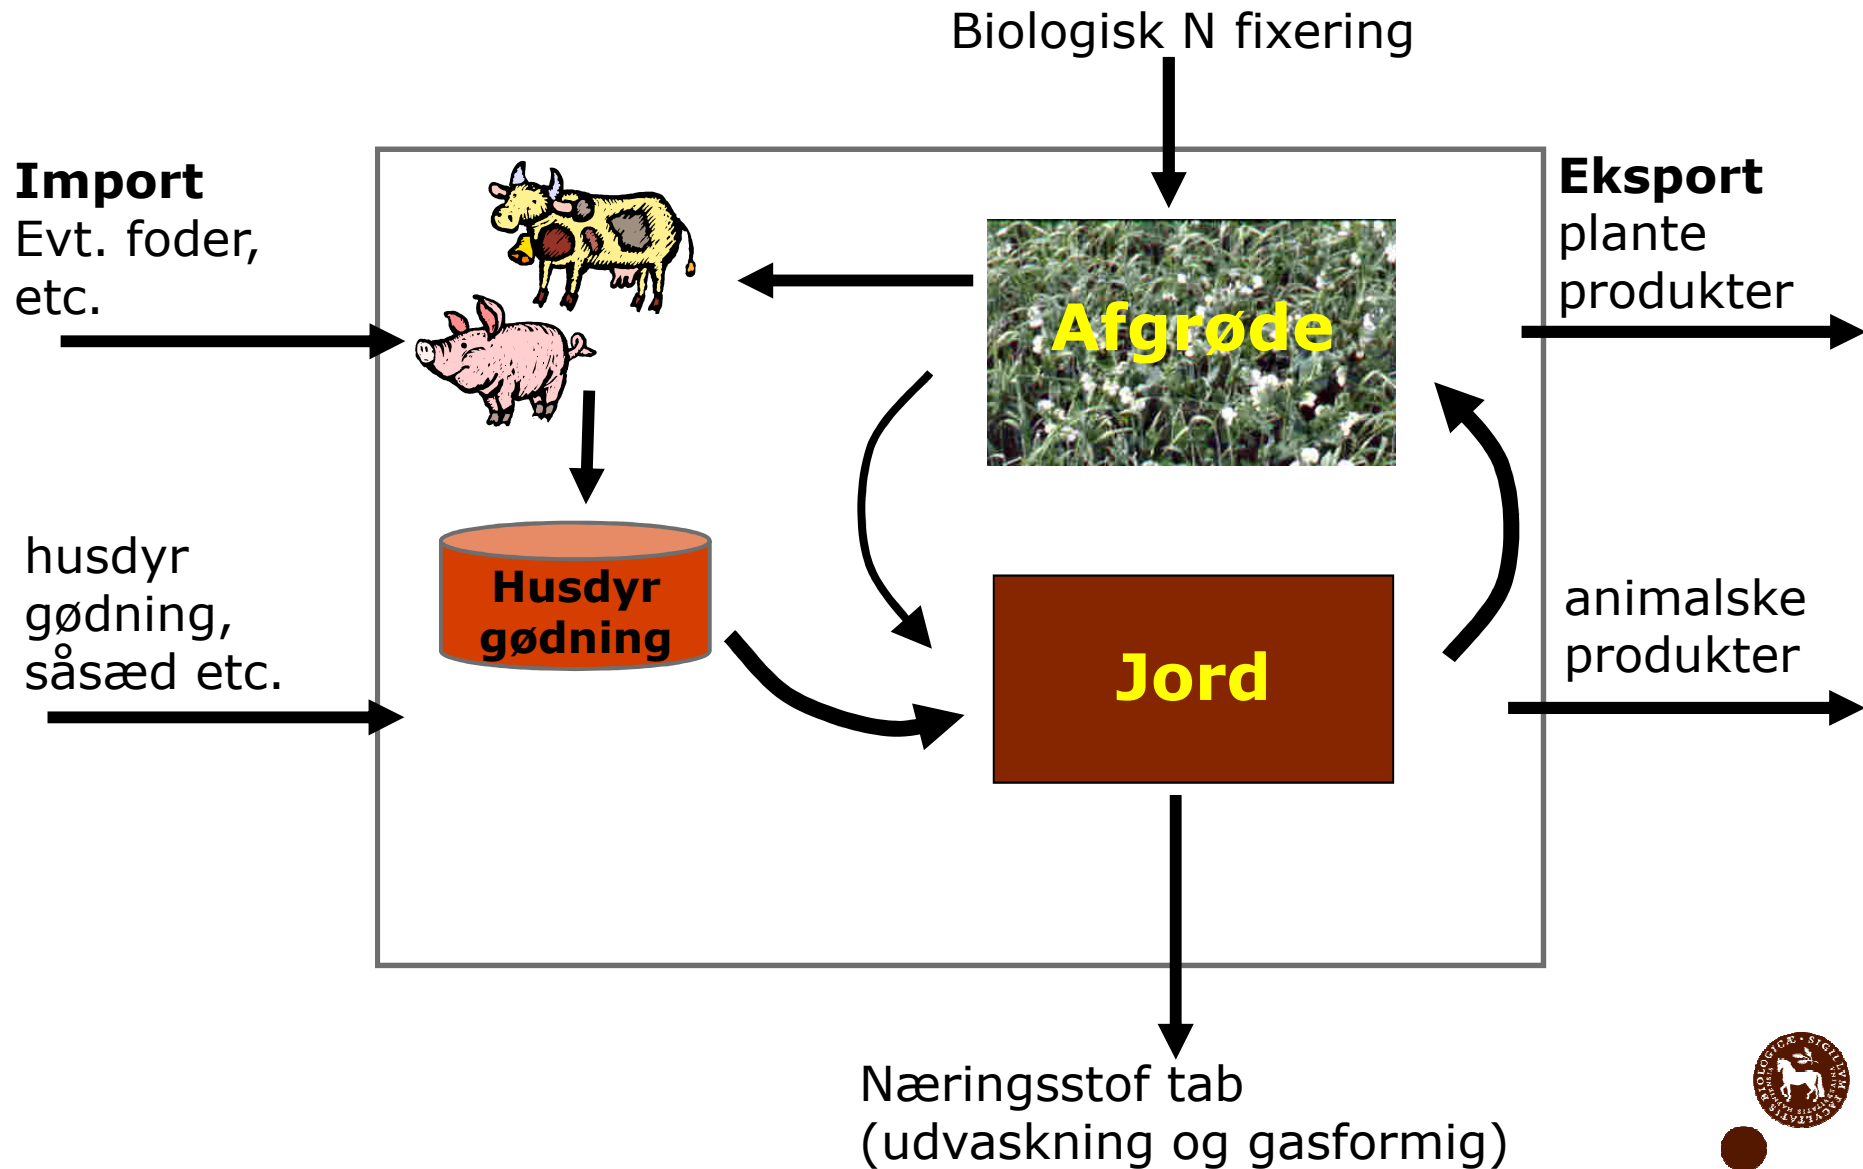 Biologisk N fixering
Import
Evt. foder,
etc.
Eksport
plante
produkter
Afgrøde
husdyr
gødning,
såsæd etc.
Husdyr
gødning
Jord
animalske
produkter
Næringsstof tab
(udvaskning og gasformig)